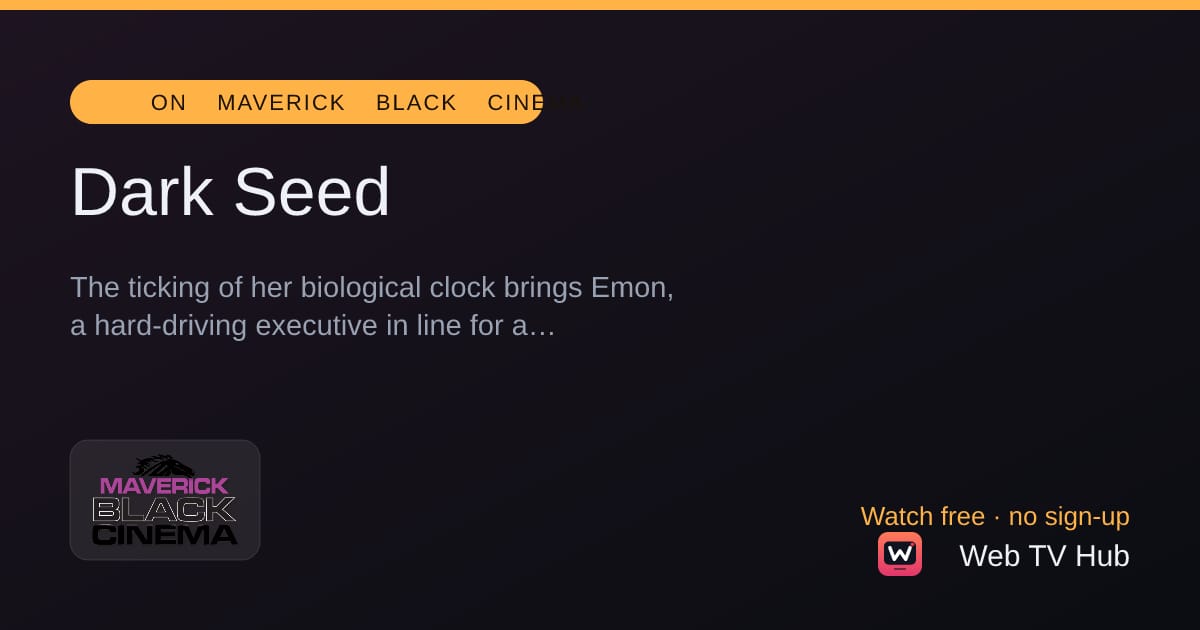 ON MAVERICK BLACK CINEMA
Dark Seed
The ticking of her biological clock brings Emon,
a hard-driving executive in line for a…
MAVERICK
BLACK
CINEMA
Watch free · no sign-up
W
Web TV Hub